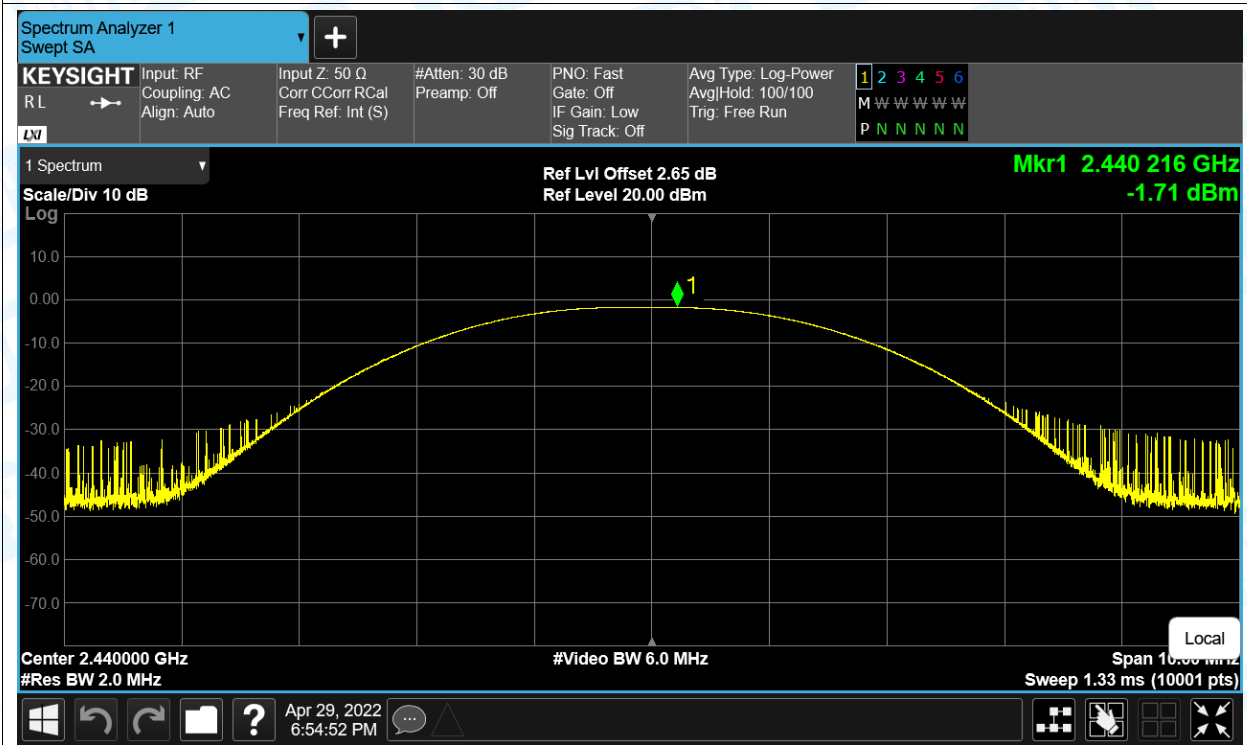 Spectrum Analyzer 1
Swept SA
KEYSIGHT
R L
LXI
Input: RF
Coupling: AC
Align: Auto
Input Z: 50 Ω
Corr CCorr RCal
Freq Ref: Int (S)
#Atten: 30 dB
Preamp: Off
PNO: Fast
Gate: Off
IF Gain: Low
Sig Track: Off
Avg Type: Log-Power
Avg|Hold: 100/100
Trig: Free Run
1 2 3 4 5 6
M W W W W W
P N N N N N
1 Spectrum
Scale/Div 10 dB
Ref Lvl Offset 2.65 dB
Ref Level 20.00 dBm
Mkr1 2.440 216 GHz
-1.71 dBm
Log
10.0
0.00
-10.0
-20.0
-30.0
-40.0
-50.0
-60.0
-70.0
1
Local
Center 2.440000 GHz
#Video BW 6.0 MHz
#Res BW 2.0 MHz
Sweep 1.33 ms (10001 pts)
Span
?
Apr 29, 2022
6:54:52 PM